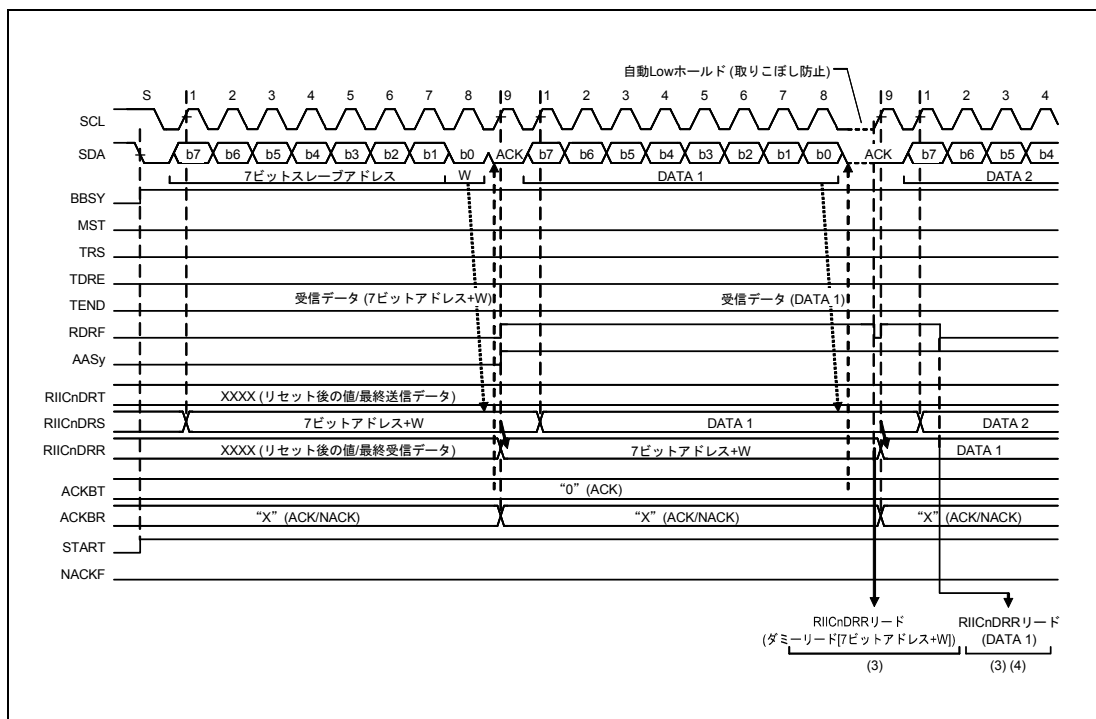 自動Lowホールド (取りこぼし防止)
S 1 2 3 4 5 6 7 8 9 1 2 3 4 5 6 7 8 9 1 2 3 4
SCL
SDA b7 b6 b5 b4 b3 b2 b1 b0 ACK b7 b6 b5 b4 b3 b2 b1 b0 ACK b7 b6 b5 b4
7ビットスレーブアドレス W DATA 1 DATA 2
BBSY
MST
TRS
TDRE
TEND 受信データ (7ビットアドレス+W) 受信データ (DATA 1)
RDRF
AASy
RIICnDRT XXXX (リセット後の値/最終送信データ)
RIICnDRS 7ビットアドレス+W DATA 1 DATA 2
RIICnDRR XXXX (リセット後の値/最終受信データ) 7ビットアドレス+W DATA 1
ACKBT “0” (ACK)
ACKBR “X” (ACK/NACK) “X” (ACK/NACK) “X” (ACK/NACK)
START
NACKF
RIICnDRRリード RIICnDRRリード
(ダミーリード[7ビットアドレス+W]) (DATA 1)
(3) (3) (4)